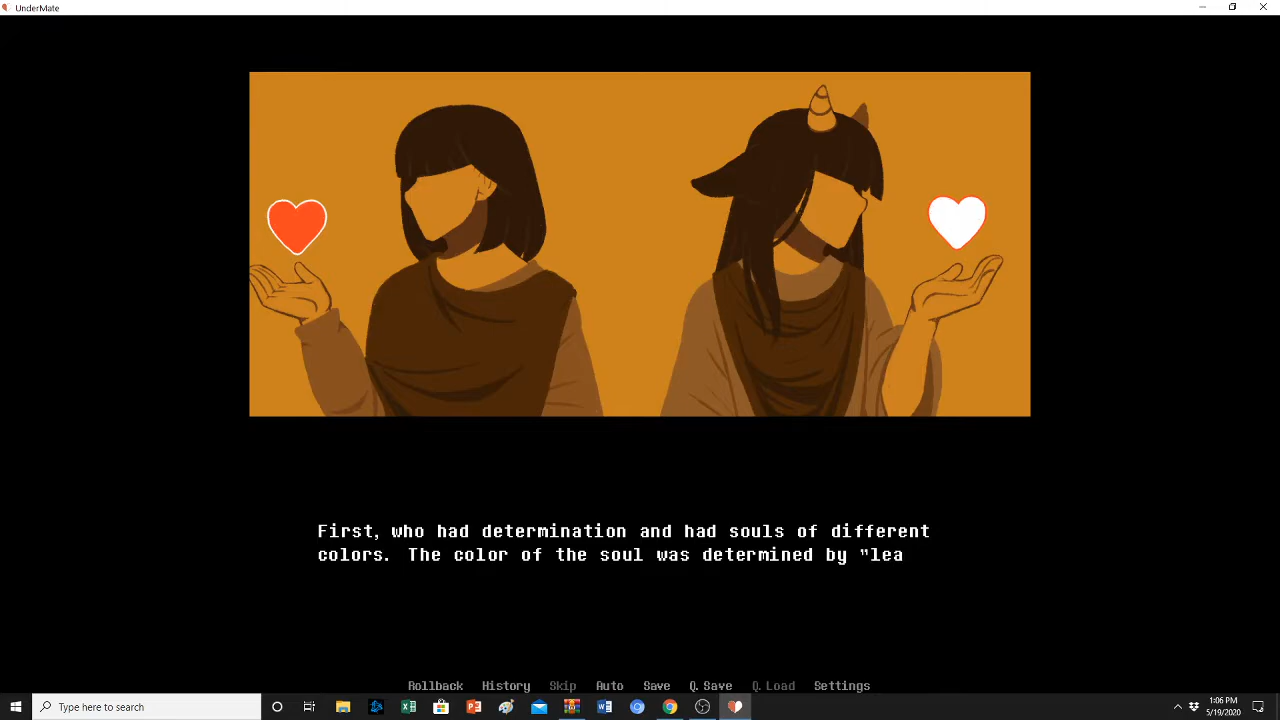 UnderMate
First, who had determination and had souls of different
colors. The color of the soul was determined by "lea
Rollback History Skip Auto Save Q.Save Q.Load Settings
Type here to search
1:06 PM
5/19/2020